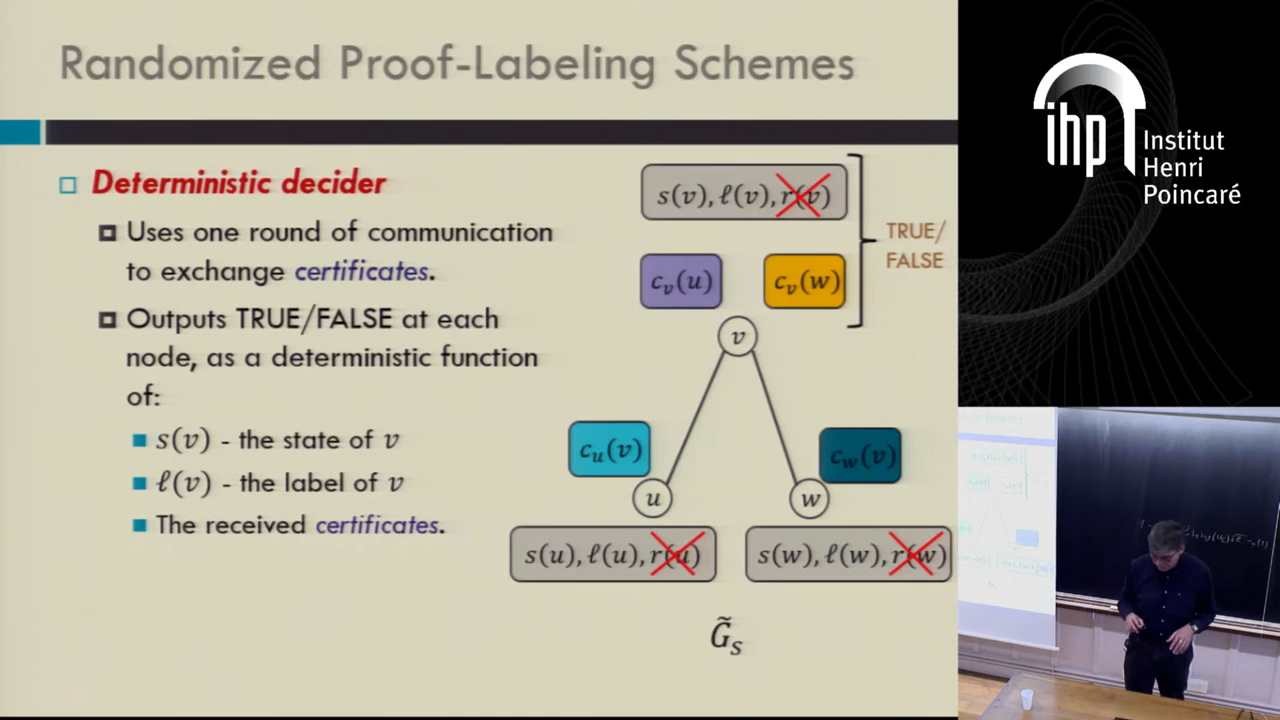 Randomized Proof-Labeling Schemes
Deterministic decider
Uses one round of communication
to exchange certificates.
Outputs TRUE/FALSE at each
node, as a deterministic function
of:
s(v) - the state of v
ℓ(v) - the label of v
The received certificates.
s(v), ℓ(v), r(v)
TRUE/
FALSE
c_v(u)
c_v(w)
v
c_u(v)
c_w(v)
u
w
s(u), ℓ(u), r(u)
s(w), ℓ(w), r(w)
G̃_s
ihp
Institut
Henri
Poincaré